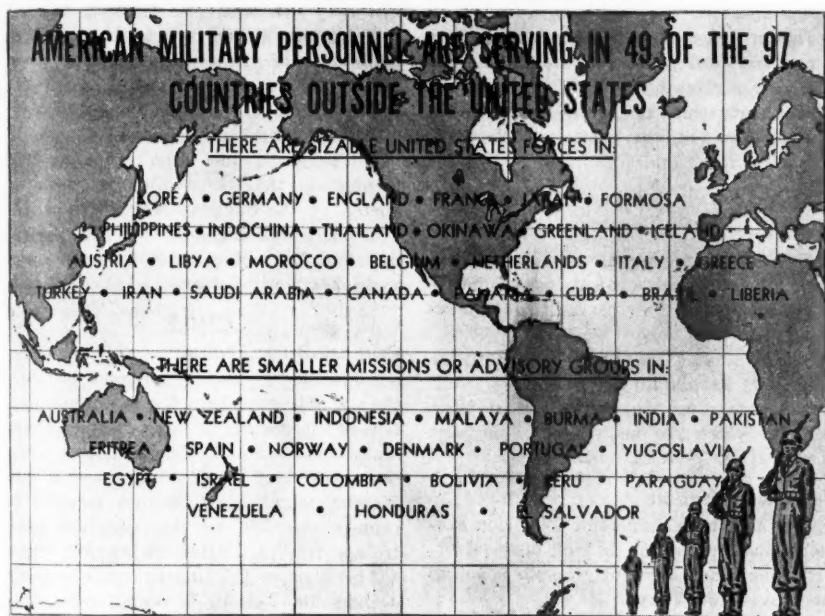 AMERICAN MILITARY PERSONNEL ARE SERVING IN 49 OF THE 97
COUNTRIES OUTSIDE THE UNITED STATES
THERE ARE SIZABLE UNITED STATES FORCES IN:
KOREA • GERMANY • ENGLAND • FRANCE • JAPAN • FORMOSA
PHILIPPINES • INDOCHINA • THAILAND • OKINAWA • GREENLAND • ICELAND
AUSTRIA • LIBYA • MOROCCO • BELGIUM • NETHERLANDS • ITALY • GREECE
TURKEY • IRAN • SAUDI ARABIA • CANADA • PANAMA • CUBA • BRAZIL • LIBERIA
THERE ARE SMALLER MISSIONS OR ADVISORY GROUPS IN:
AUSTRALIA • NEW ZEALAND • INDONESIA • MALAYA • BURMA • INDIA • PAKISTAN
ERITREA • SPAIN • NORWAY • DENMARK • PORTUGAL • YUGOSLAVIA
EGYPT • ISRAEL • COLOMBIA • BOLIVIA • PERU • PARAGUAY
VENEZUELA • HONDURAS • EL SALVADOR